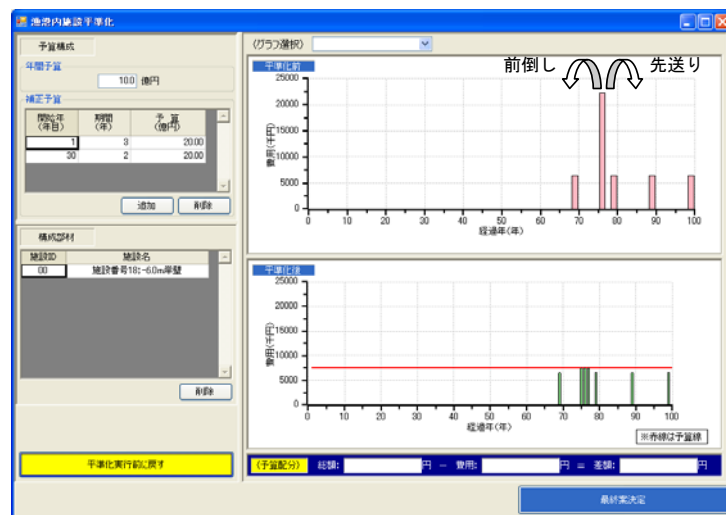 漁港内施設平準化
予算構成
年間予算
10.0 億円
補正予算
開始年(年目) 期間(年) 予算(億円)
1 3 20.00
30 2 20.00
追加 削除
構成部材
施設ID 施設名
00 施設番号18:-6.0m岸壁
削除
平準化実行前に戻す
(グラフ選択)
平準化前
前倒し 先送り
費用(千円)
25000
20000
15000
10000
5000
0
0 10 20 30 40 50 60 70 80 90 100
経過年(年)
平準化後
費用(千円)
25000
20000
15000
10000
5000
0
0 10 20 30 40 50 60 70 80 90 100
経過年(年)
※赤線は予算線
(予算配分) 総額: 円 - 費用: 円 = 差額: 円
最終案決定